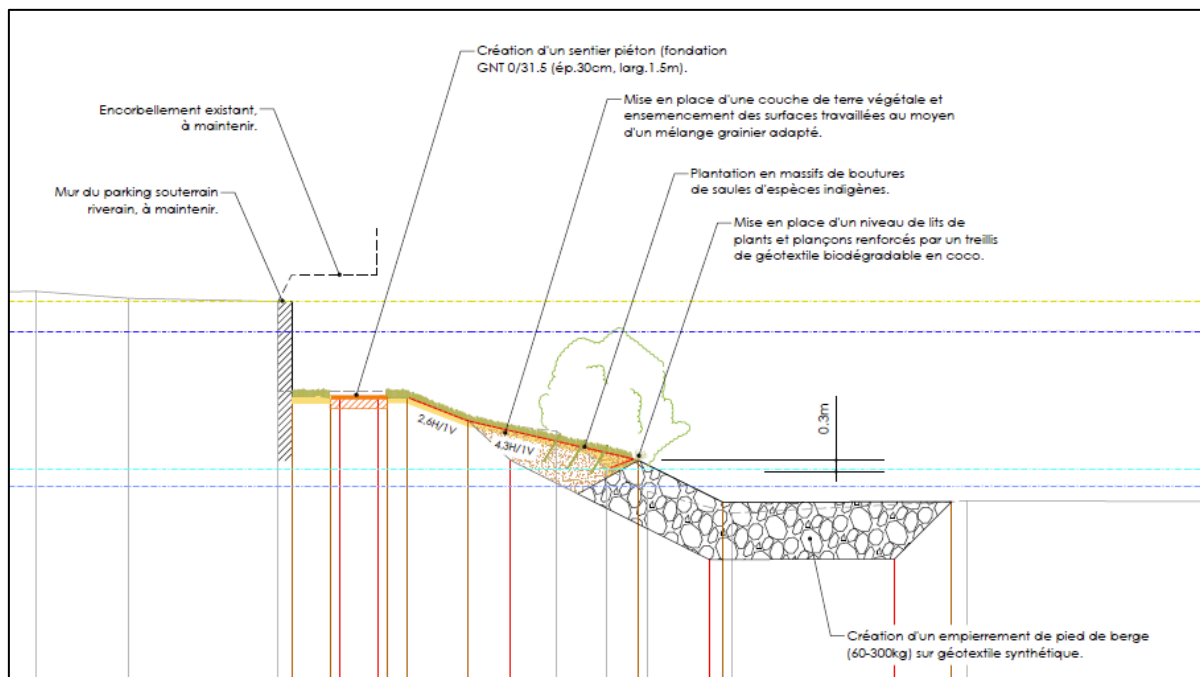 Création d'un sentier piéton (fondation
GNT 0/31.5 (ép.30cm, larg.1.5m).
Encorbellement existant,
à maintenir.
Mise en place d'une couche de terre végétale et
ensemencement des surfaces travaillées au moyen
d'un mélange grainier adapté.
Mur du parking souterrain
riverain, à maintenir.
Plantation en massifs de boutures
de saules d'espèces indigènes.
Mise en place d'un niveau de lits de
plants et plançons renforcés par un treillis
de géotextile biodégradable en coco.
2.6H/1V
4.3H/1V
0.3m
Création d'un empierrement de pied de berge
(60-300kg) sur géotextile synthétique.